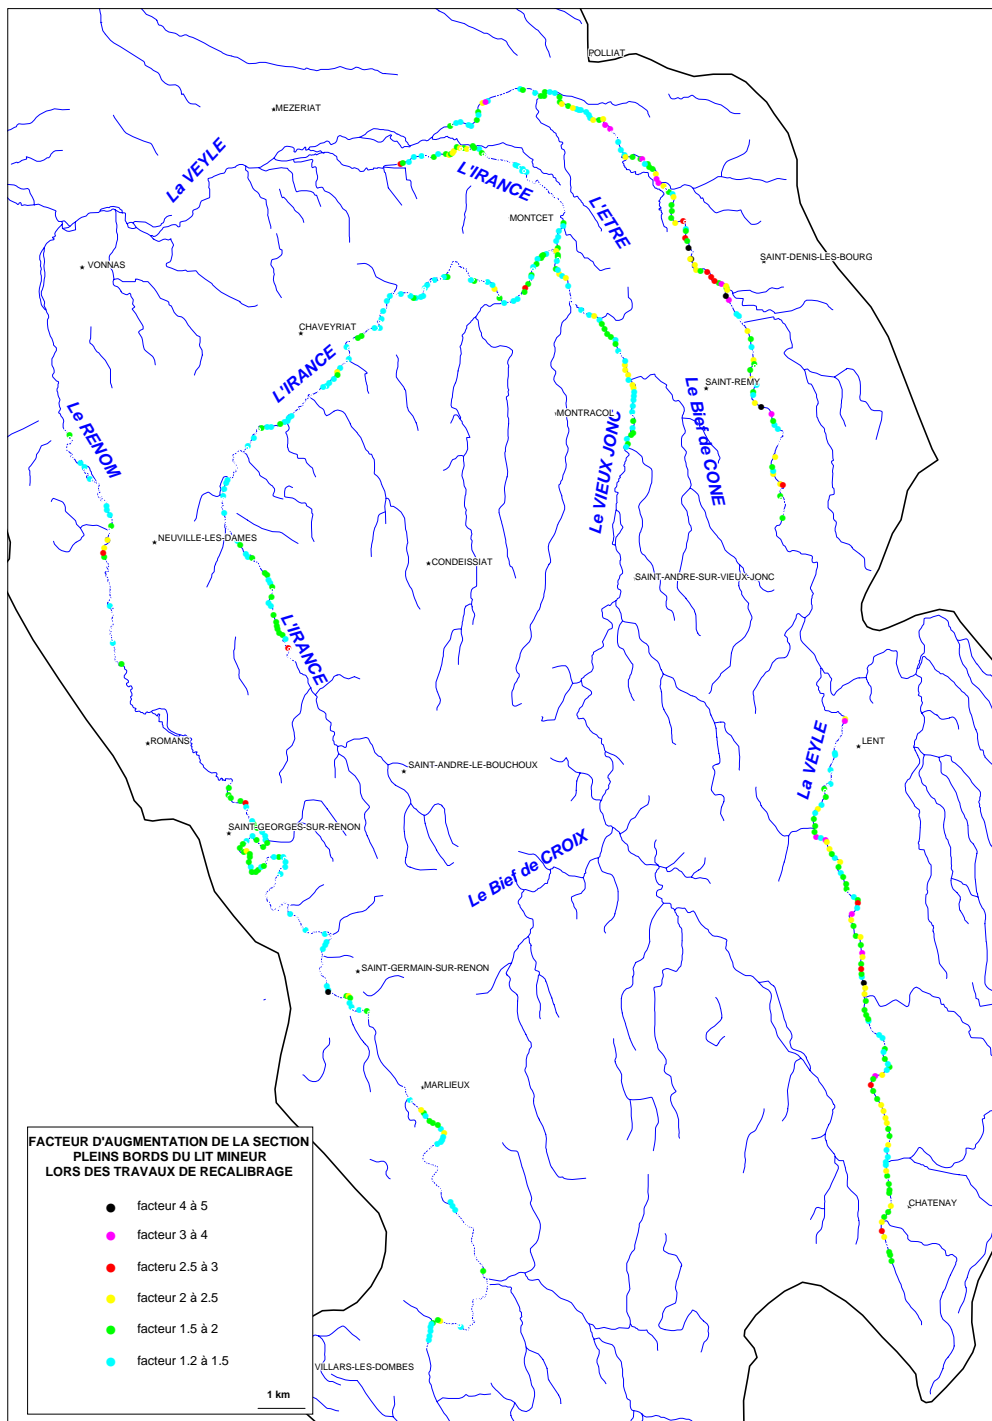 POLLIAT
MEZERIAT
La VEYLE
L'IRANCE
L'ETRE
MONTCET
SAINT-DENIS-LES-BOURG
VONNAS
CHAVEYRIAT
L'IRANCE
SAINT-REMY
Le Bief de CONE
Le RENOM
MONTRACOL
Le VIEUX JONC
NEUVILLE-LES-DAMES
CONDEISSIAT
SAINT-ANDRE-SUR-VIEUX-JONC
L'IRANCE
ROMANS
LENT
La VEYLE
SAINT-ANDRE-LE-BOUCHOUX
SAINT-GEORGES-SUR-RENON
Le Bief de CROIX
SAINT-GERMAIN-SUR-RENON
MARLIEUX
CHATENAY
VILLARS-LES-DOMBES
FACTEUR D'AUGMENTATION DE LA SECTION
PLEINS BORDS DU LIT MINEUR
LORS DES TRAVAUX DE RECALIBRAGE
facteur 4 à 5
facteur 3 à 4
facteru 2.5 à 3
facteur 2 à 2.5
facteur 1.5 à 2
facteur 1.2 à 1.5
1 km